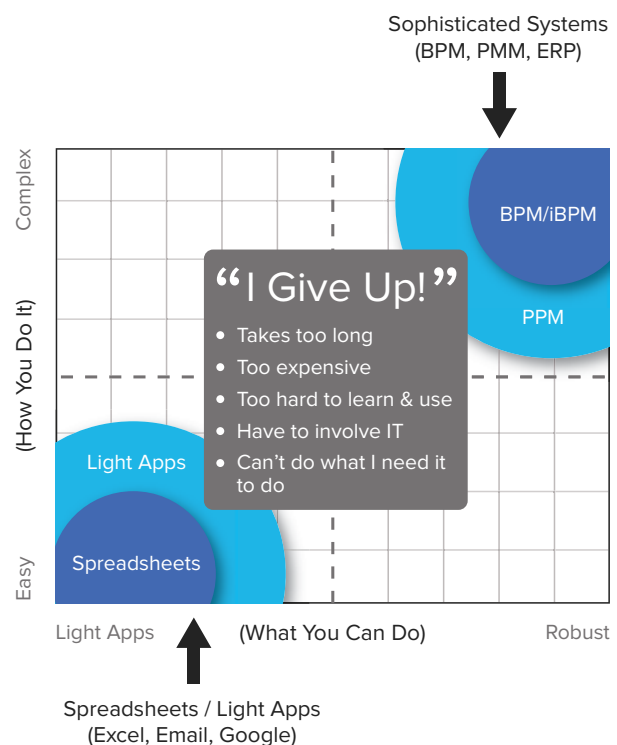 Sophisticated Systems
(BPM, PMM, ERP)
Complex
(How You Do It)
Easy
BPM/iBPM
PPM
“I Give Up!”
• Takes too long
• Too expensive
• Too hard to learn & use
• Have to involve IT
• Can’t do what I need it
to do
Light Apps
Spreadsheets
Light Apps
(What You Can Do)
Robust
Spreadsheets / Light Apps
(Excel, Email, Google)